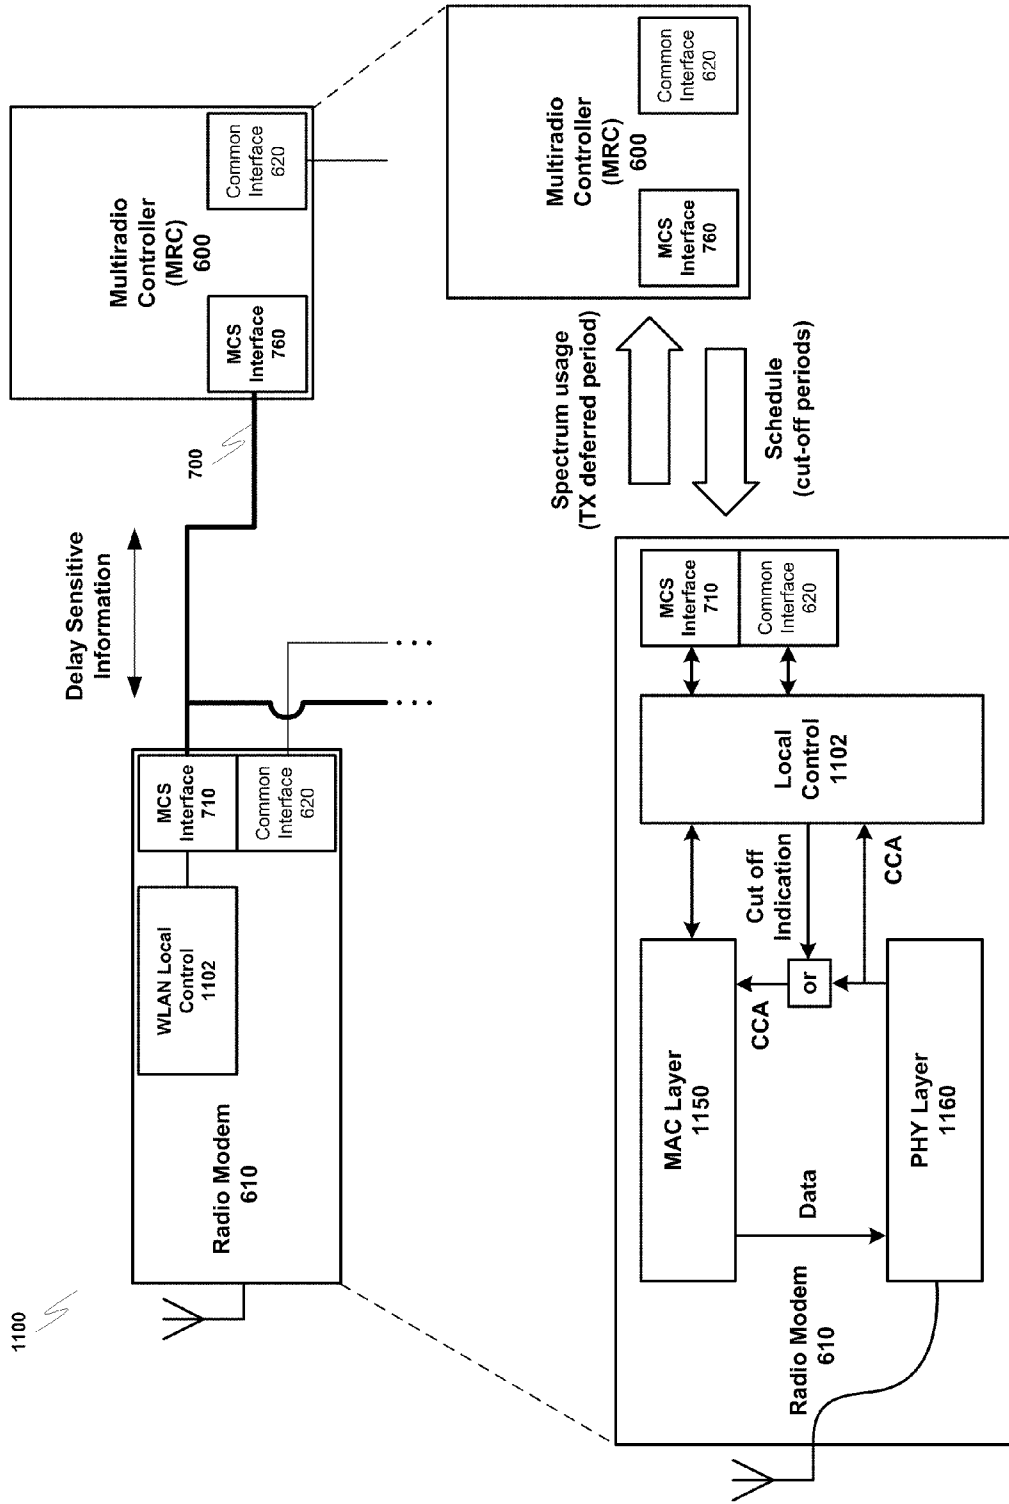 1100
Radio Modem
610
WLAN Local
Control
1102
MCS
Interface
710
Common
Interface
620
Delay Sensitive
Information
700
...
...
Multiradio
Controller
(MRC)
600
MCS
Interface
760
Common
Interface
620
Radio Modem
610
MAC Layer
1150
Data
PHY Layer
1160
CCA
or
Cut off
Indication
CCA
Local
Control
1102
MCS
Interface
710
Common
Interface
620
Spectrum usage
(TX deferred period)
Schedule
(cut-off periods)
Multiradio
Controller
(MRC)
600
MCS
Interface
760
Common
Interface
620